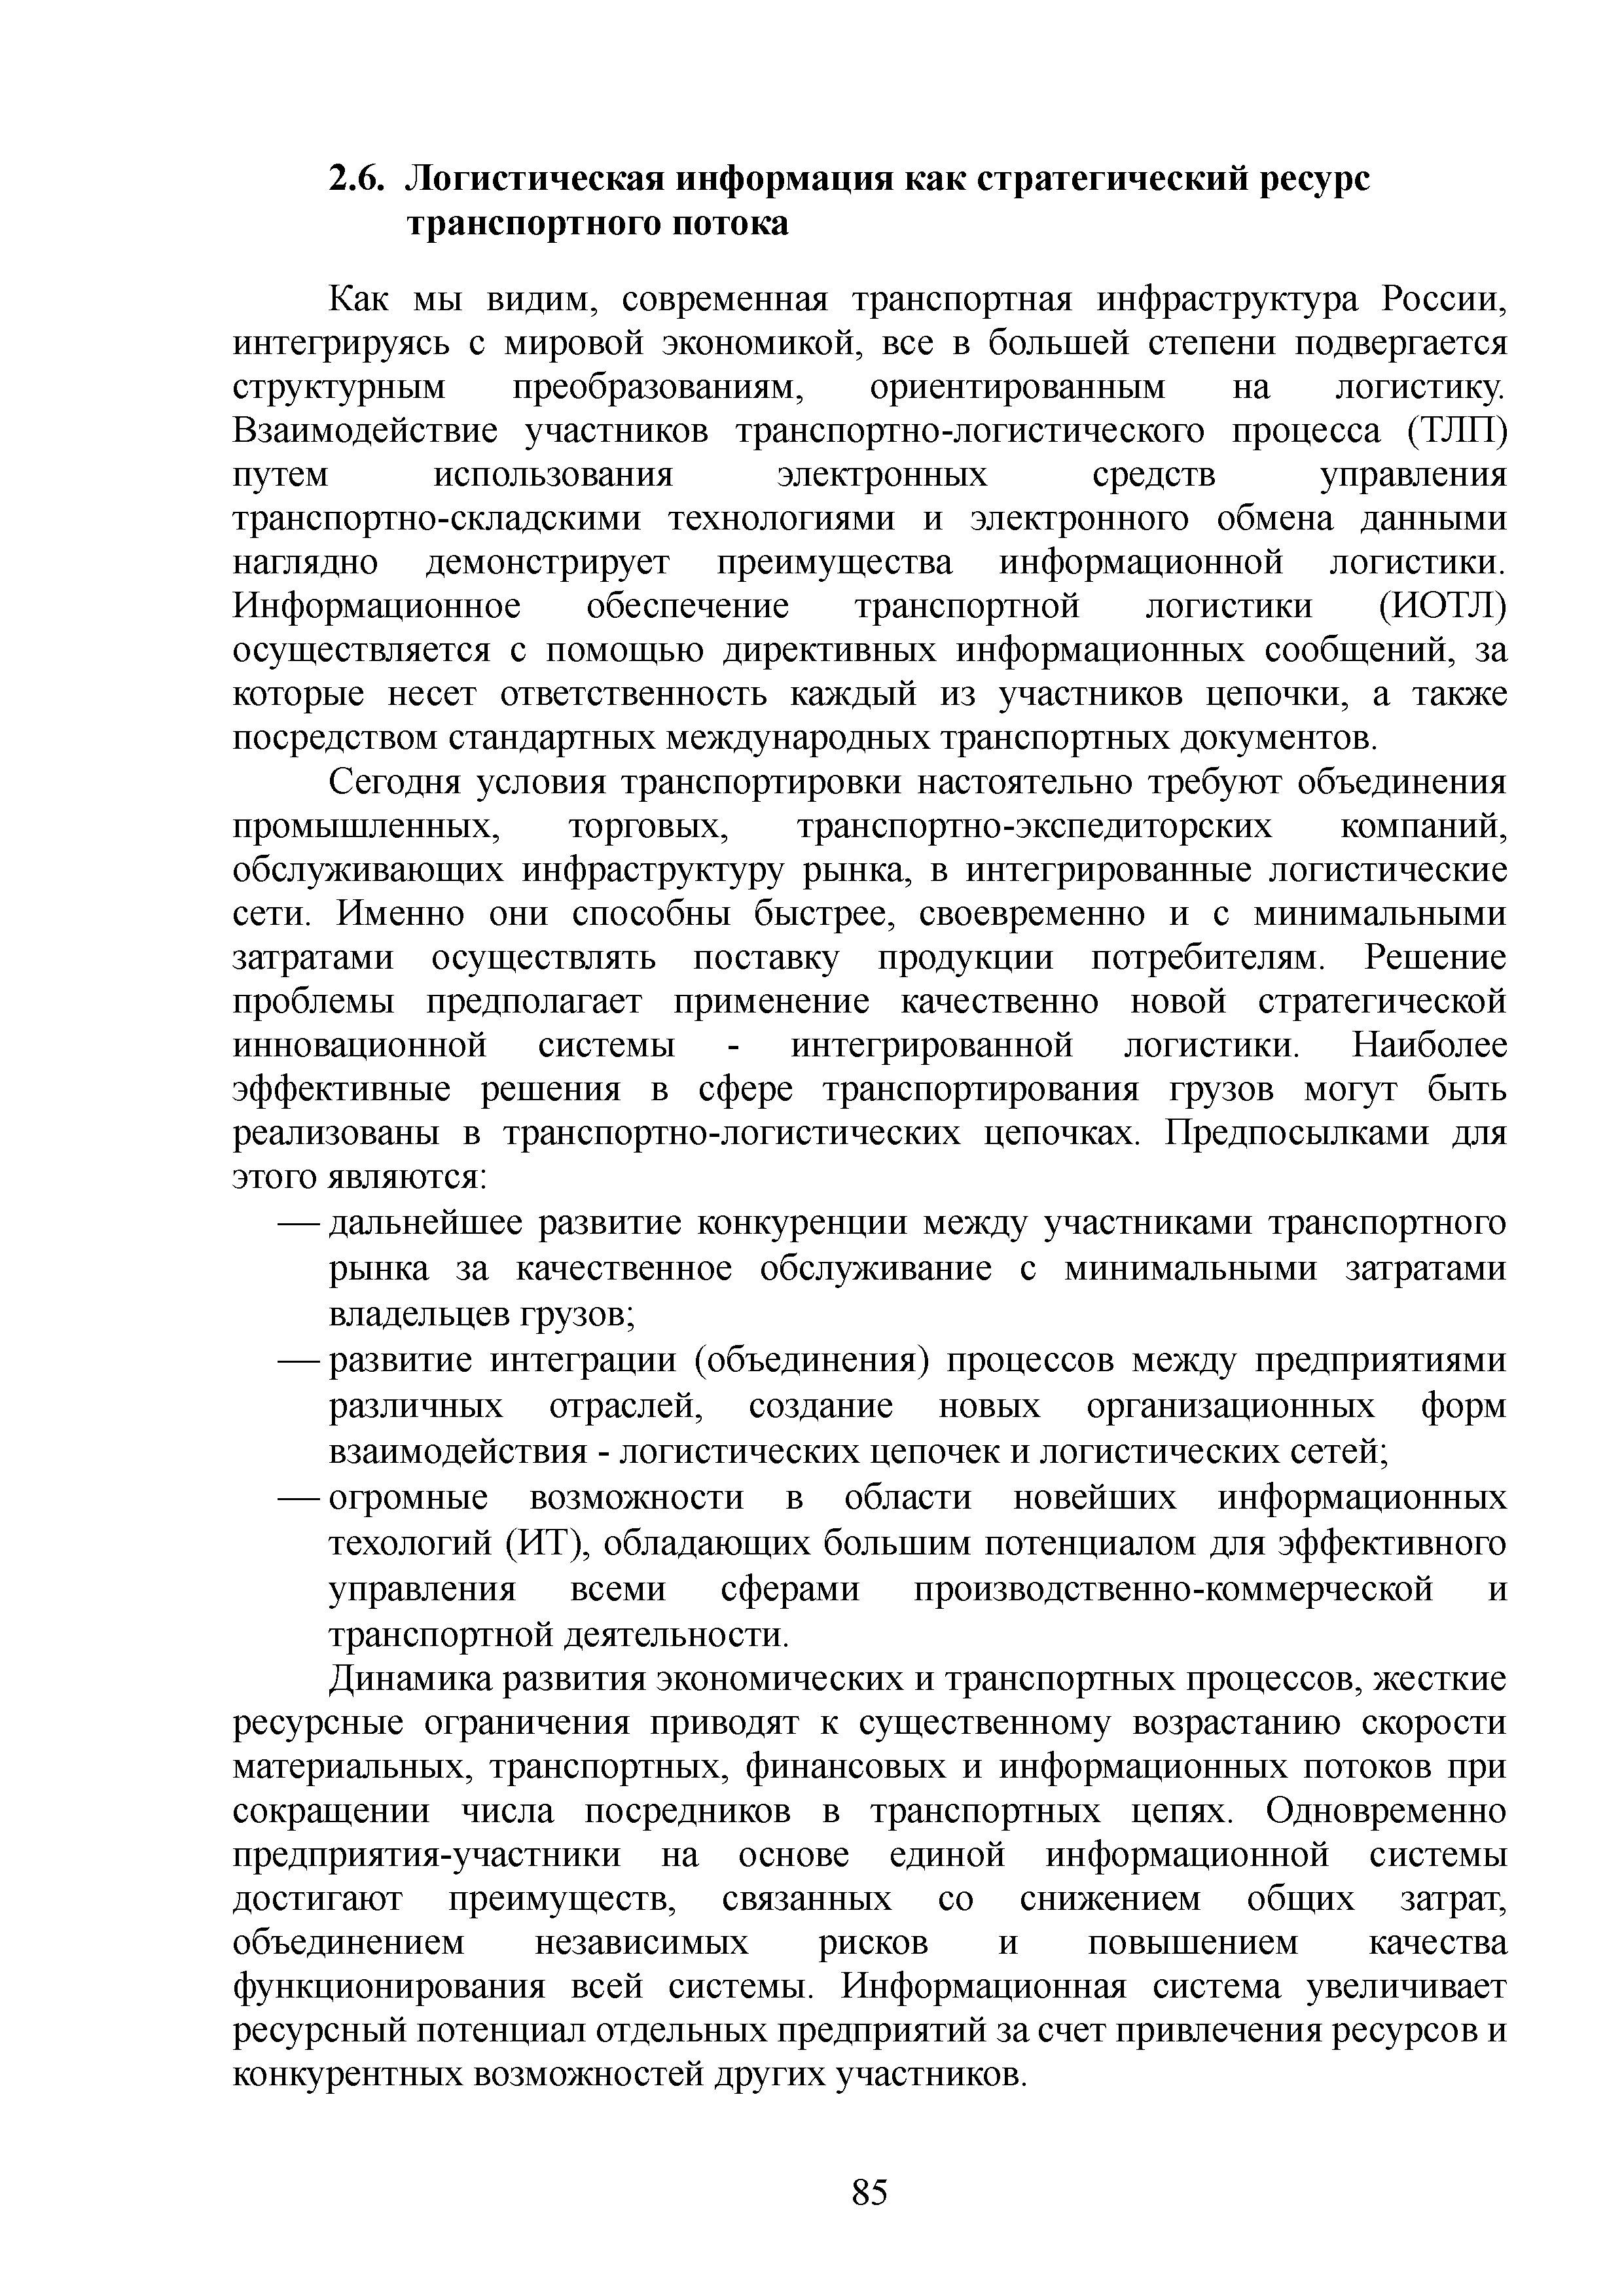 2.6. Логистическая информация как стратегический ресурс
транспортного потока
Как мы видим, современная транспортная инфраструктура России,
интегрируясь с мировой экономикой, все в большей степени подвергается
структурным преобразованиям, ориентированным на логистику.
Взаимодействие участников транспортно-логистического процесса (ТЛП)
путем использования электронных средств управления
транспортно-складскими технологиями и электронного обмена данными
наглядно демонстрирует преимущества информационной логистики.
Информационное обеспечение транспортной логистики (ИОТЛ)
осуществляется с помощью директивных информационных сообщений, за
которые несет ответственность каждый из участников цепочки, а также
посредством стандартных международных транспортных документов.
Сегодня условия транспортировки настоятельно требуют объединения
промышленных, торговых, транспортно-экспедиторских компаний,
обслуживающих инфраструктуру рынка, в интегрированные логистические
сети. Именно они способны быстрее, своевременно и с минимальными
затратами осуществлять поставку продукции потребителям. Решение
проблемы предполагает применение качественно новой стратегической
инновационной системы - интегрированной логистики. Наиболее
эффективные решения в сфере транспортирования грузов могут быть
реализованы в транспортно-логистических цепочках. Предпосылками для
этого являются:
— дальнейшее развитие конкуренции между участниками транспортного
рынка за качественное обслуживание с минимальными затратами
владельцев грузов;
— развитие интеграции (объединения) процессов между предприятиями
различных отраслей, создание новых организационных форм
взаимодействия - логистических цепочек и логистических сетей;
— огромные возможности в области новейших информационных
техологий (ИТ), обладающих большим потенциалом для эффективного
управления всеми сферами производственно-коммерческой и
транспортной деятельности.
Динамика развития экономических и транспортных процессов, жесткие
ресурсные ограничения приводят к существенному возрастанию скорости
материальных, транспортных, финансовых и информационных потоков при
сокращении числа посредников в транспортных цепях. Одновременно
предприятия-участники на основе единой информационной системы
достигают преимуществ, связанных со снижением общих затрат,
объединением независимых рисков и повышением качества
функционирования всей системы. Информационная система увеличивает
ресурсный потенциал отдельных предприятий за счет привлечения ресурсов и
конкурентных возможностей других участников.
85